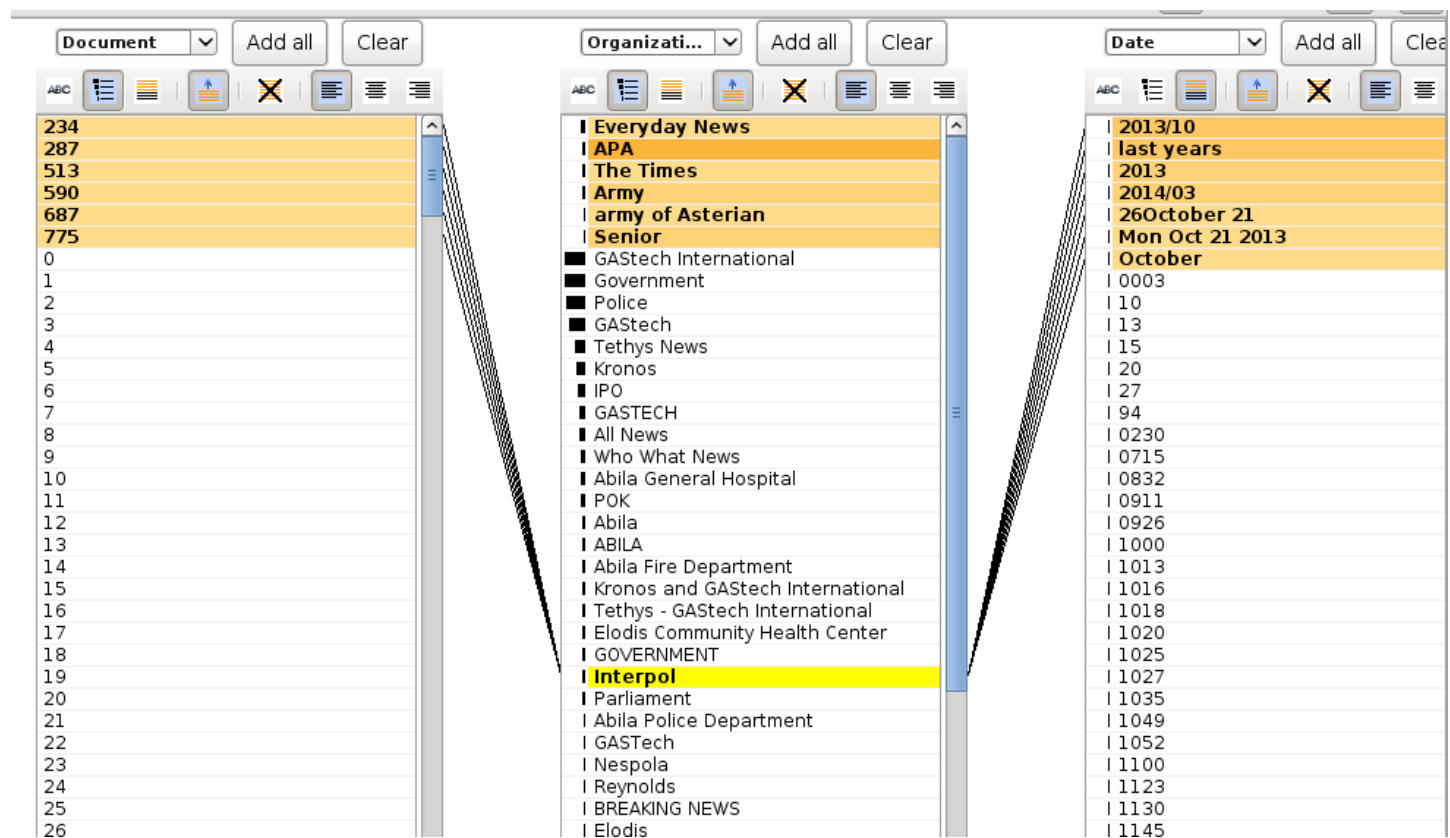 Document Add all Clear
ABC
234
287
513
590
687
775
0
1
2
3
4
5
6
7
8
9
10
11
12
13
14
15
16
17
18
19
20
21
22
23
24
25
26
Organizati... Add all Clear
ABC
Everyday News
APA
The Times
Army
army of Asterian
Senior
GAStech International
Government
Police
GAStech
Tethys News
Kronos
IPO
GASTECH
All News
Who What News
Abila General Hospital
POK
Abila
ABILA
Abila Fire Department
Kronos and GAStech International
Tethys - GAStech International
Elodis Community Health Center
GOVERNMENT
Interpol
Parliament
Abila Police Department
GASTech
Nespola
Reynolds
BREAKING NEWS
Elodis
Date Add all Clea
ABC
2013/10
last years
2013
2014/03
26October 21
Mon Oct 21 2013
October
0003
10
13
15
20
27
94
0230
0715
0832
0911
0926
1000
1013
1016
1018
1020
1025
1027
1035
1049
1052
1100
1123
1130
1145